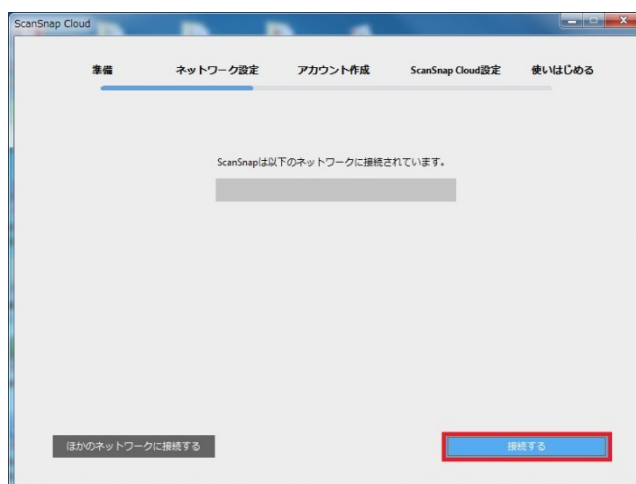 ScanSnap Cloud
準備 ネットワーク設定 アカウント作成 ScanSnap Cloud設定 使いはじめる
ScanSnapは以下のネットワークに接続されています。
ほかのネットワークに接続する 接続する